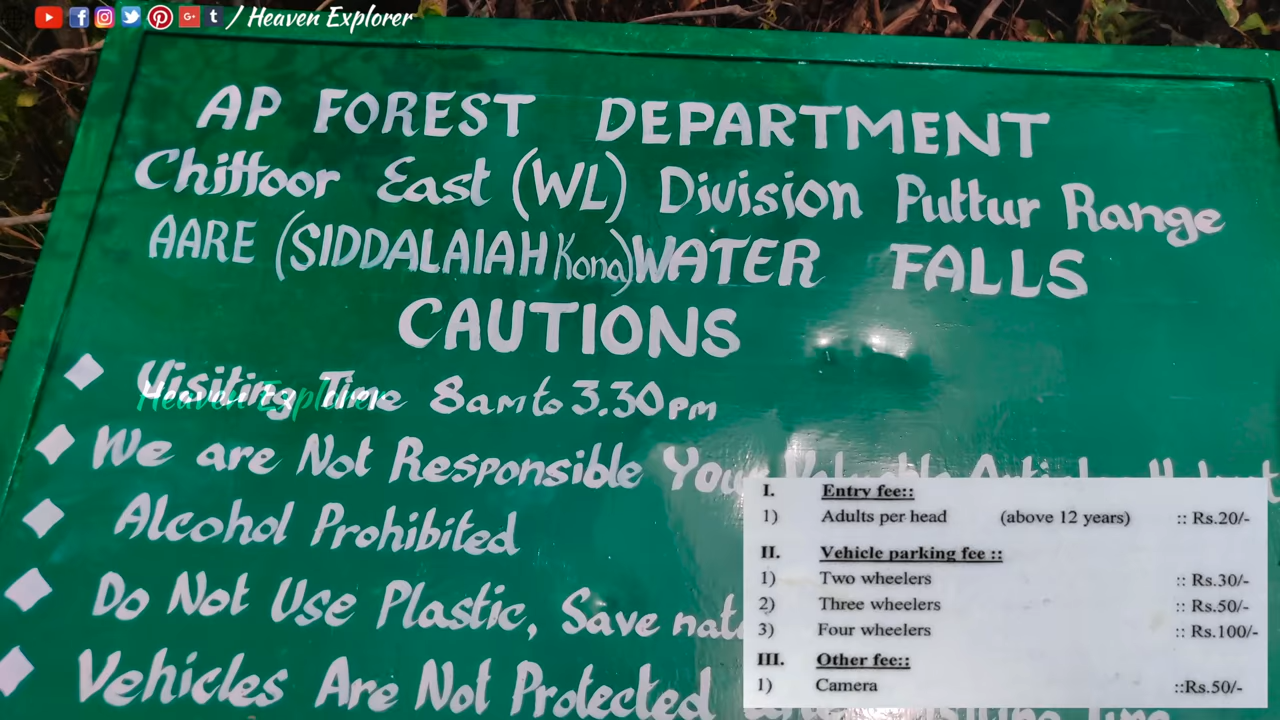 / Heaven Explorer
AP FOREST DEPARTMENT
Chittoor East (WL) Division Puttur Range
AARE (SIDDALAIAH Kona) WATER FALLS
CAUTIONS
Visiting Time 8am to 3.30pm
Heaven Explorer
We are Not Responsible Your Valuable
Alcohol Prohibited
Do Not Use Plastic, Save
Vehicles Are Not Protected
I. Entry fee::
1) Adults per head (above 12 years) :: Rs.20/-
II. Vehicle parking fee ::
1) Two wheelers :: Rs.30/-
2) Three wheelers :: Rs.50/-
3) Four wheelers :: Rs.100/-
III. Other fee::
1) Camera ::Rs.50/-